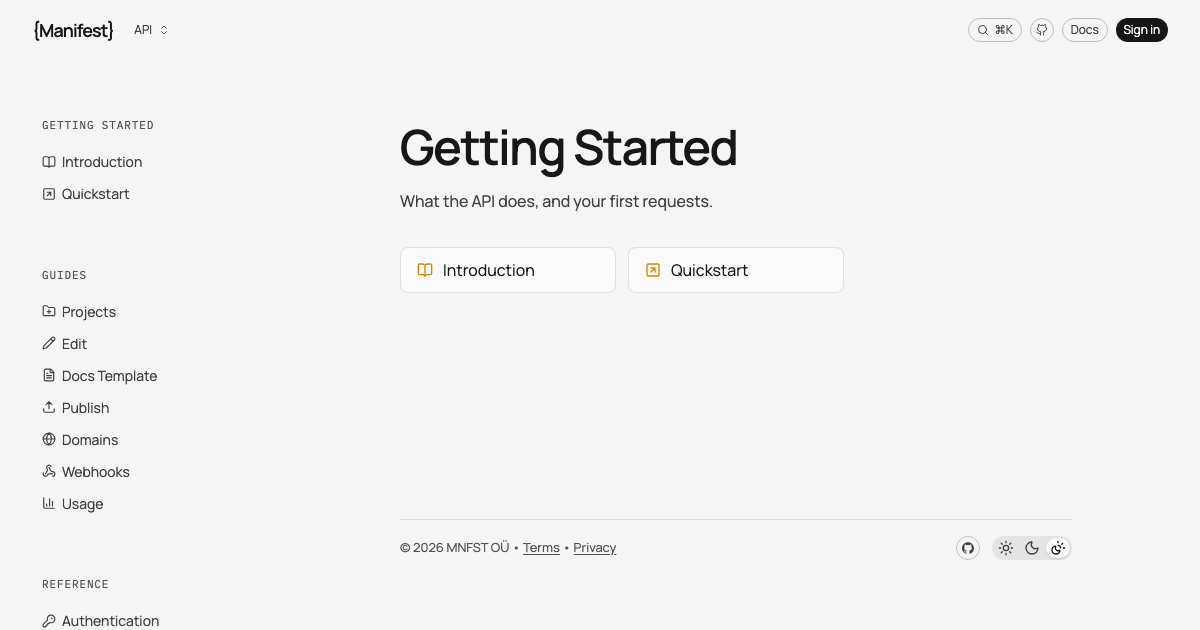 {Manifest}
API
⌘K
Docs
Sign in
GETTING STARTED
Introduction
Quickstart
GUIDES
Projects
Edit
Docs Template
Publish
Domains
Webhooks
Usage
REFERENCE
Authentication
Getting Started
What the API does, and your first requests.
Introduction
Quickstart
© 2026 MNFST OÜ • Terms • Privacy